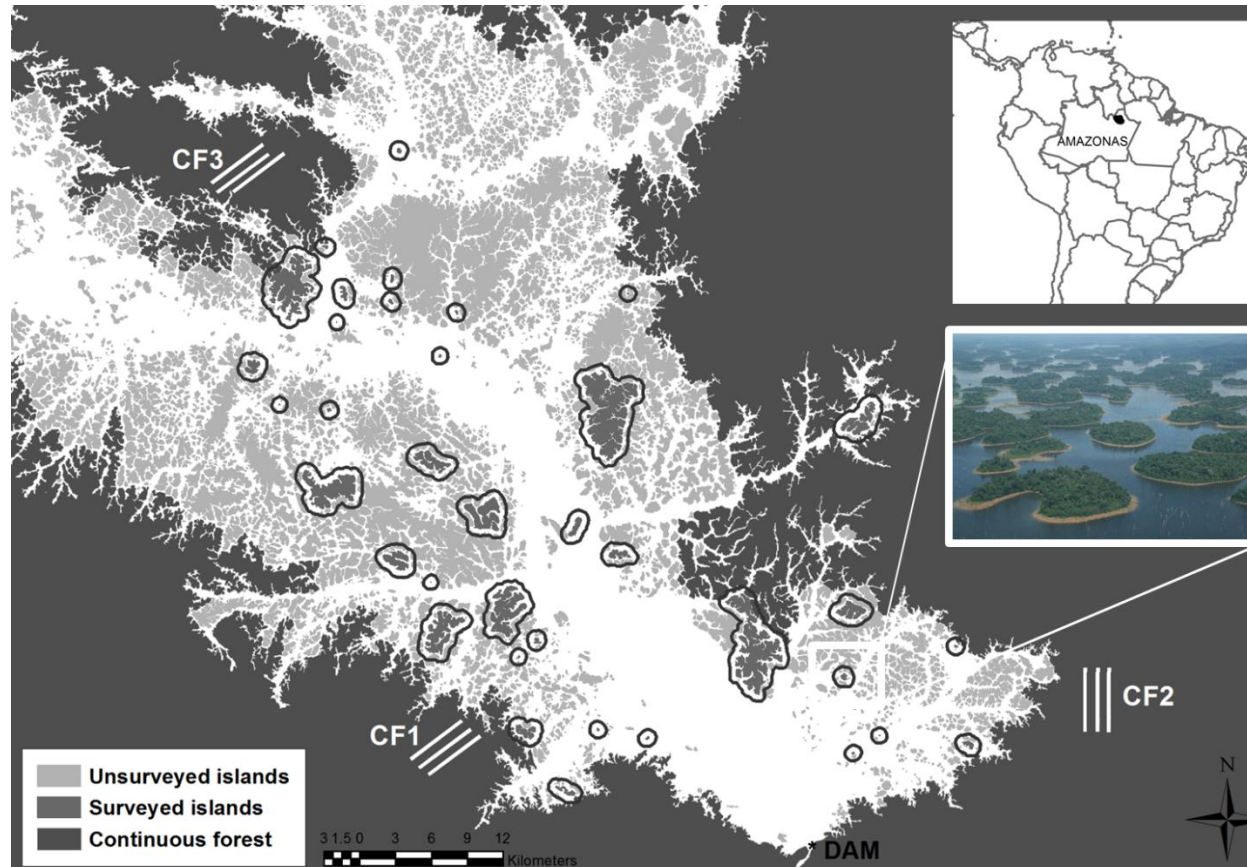 AMAZONAS
CF3
CF2
CF1
Unsurveyed islands
Surveyed islands
Continuous forest
3 1.5 0 3 6 9 12
Kilometers
* DAM
N